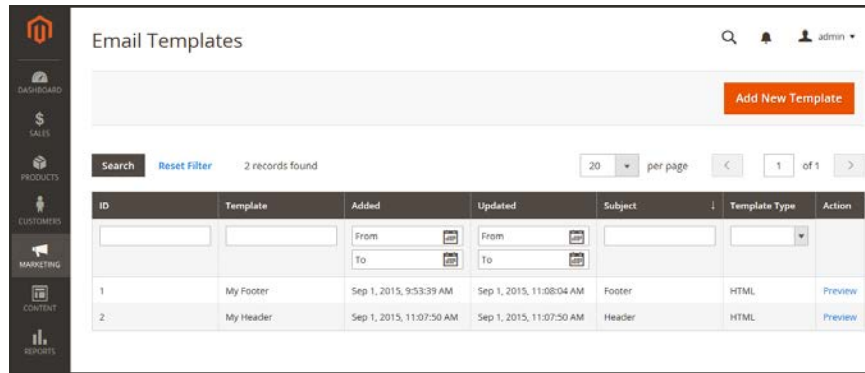 Email Templates
admin
DASHBOARD
Add New Template
SALES
Search Reset Filter 2 records found 20 per page 1 of 1
PRODUCTS
ID Template Added Updated Subject ↓ Template Type Action
CUSTOMERS
From From
To To
MARKETING
1 My Footer Sep 1, 2015, 9:53:39 AM Sep 1, 2015, 11:08:04 AM Footer HTML Preview
CONTENT
2 My Header Sep 1, 2015, 11:07:50 AM Sep 1, 2015, 11:07:50 AM Header HTML Preview
REPORTS